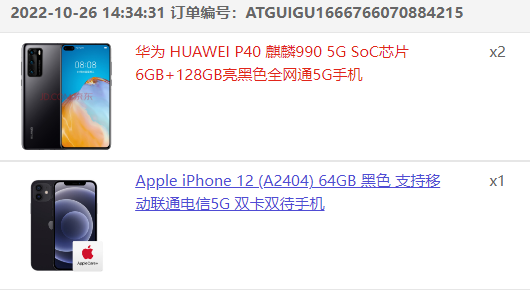 2022-10-26 14:34:31 订单编号：ATGUIGU1666766070884215
华为 HUAWEI P40 麒麟990 5G SoC芯片
6GB+128GB亮黑色全网通5G手机
x2
08:08
HUAWEI
Apple iPhone 12 (A2404) 64GB 黑色 支持移
动联通电信5G 双卡双待手机
x1
AppleCare+